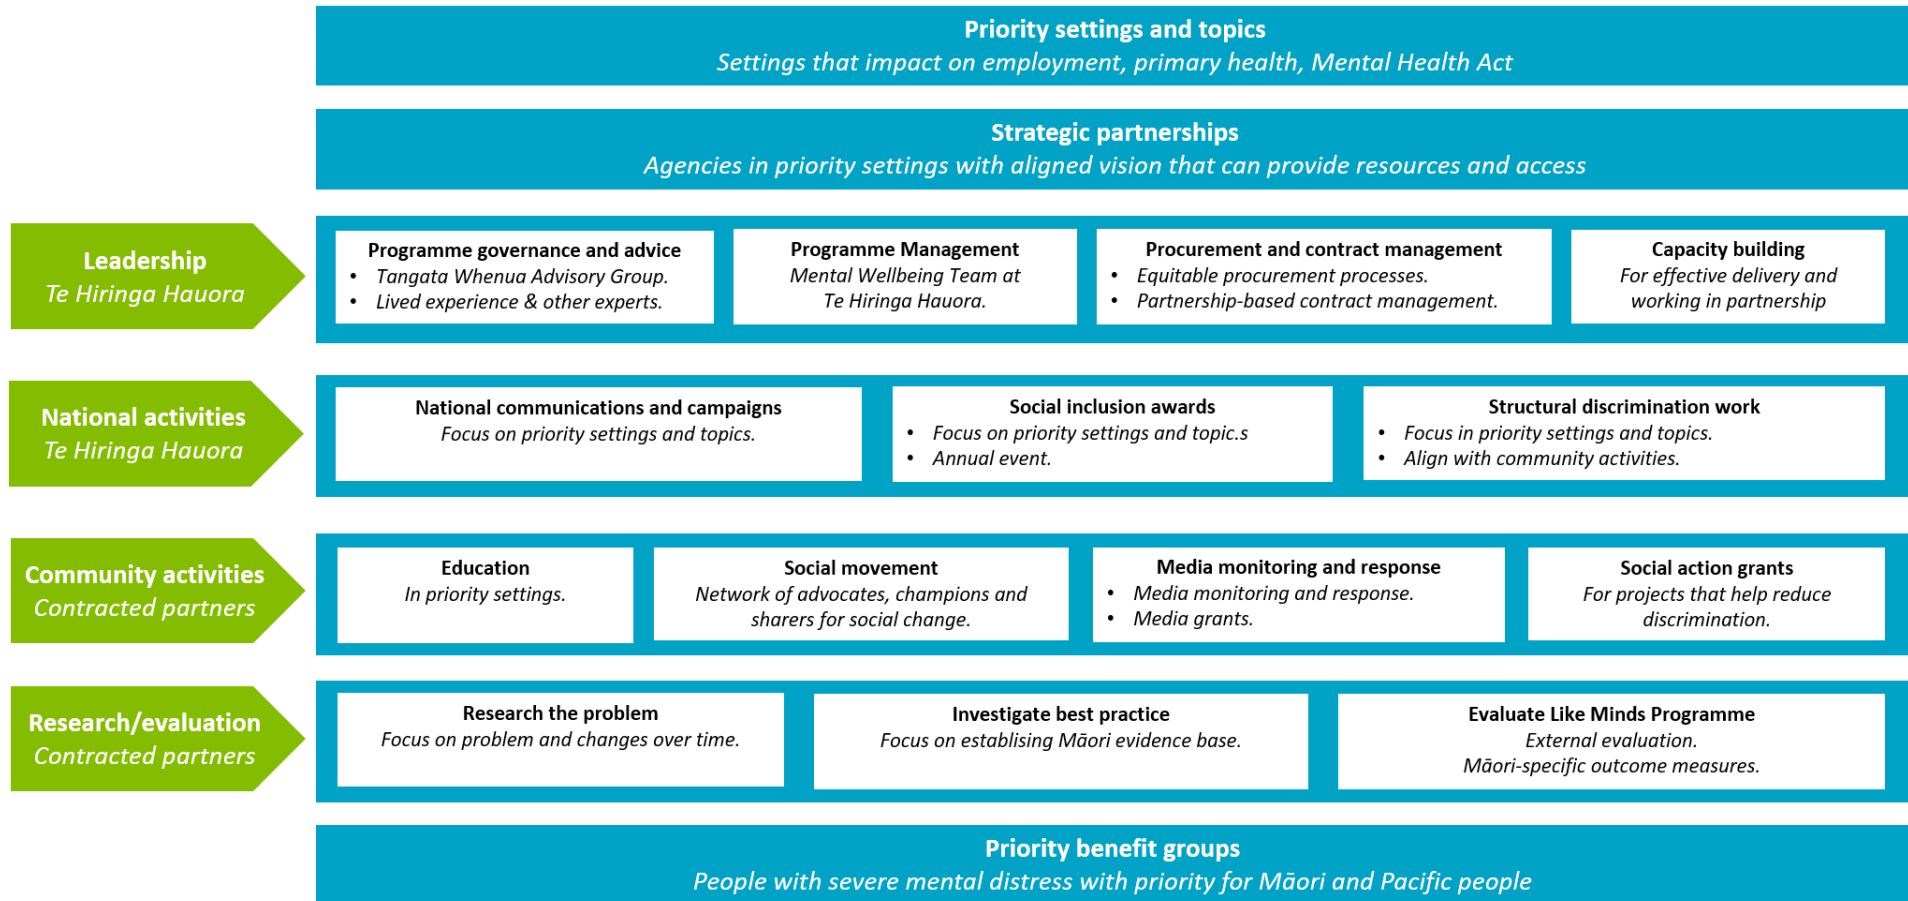 Priority settings and topics
Settings that impact on employment, primary health, Mental Health Act
Strategic partnerships
Agencies in priority settings with aligned vision that can provide resources and access
Leadership
Te Hiringa Hauora
Programme governance and advice
• Tangata Whenua Advisory Group.
• Lived experience & other experts.
Programme Management
Mental Wellbeing Team at
Te Hiringa Hauora.
Procurement and contract management
• Equitable procurement processes.
• Partnership-based contract management.
Capacity building
For effective delivery and
working in partnership
National activities
Te Hiringa Hauora
National communications and campaigns
Focus on priority settings and topics.
Social inclusion awards
• Focus on priority settings and topic.s
• Annual event.
Structural discrimination work
• Focus in priority settings and topics.
• Align with community activities.
Community activities
Contracted partners
Education
In priority settings.
Social movement
Network of advocates, champions and
sharers for social change.
Media monitoring and response
• Media monitoring and response.
• Media grants.
Social action grants
For projects that help reduce
discrimination.
Research/evaluation
Contracted partners
Research the problem
Focus on problem and changes over time.
Investigate best practice
Focus on establising Māori evidence base.
Evaluate Like Minds Programme
External evaluation.
Māori-specific outcome measures.
Priority benefit groups
People with severe mental distress with priority for Māori and Pacific people